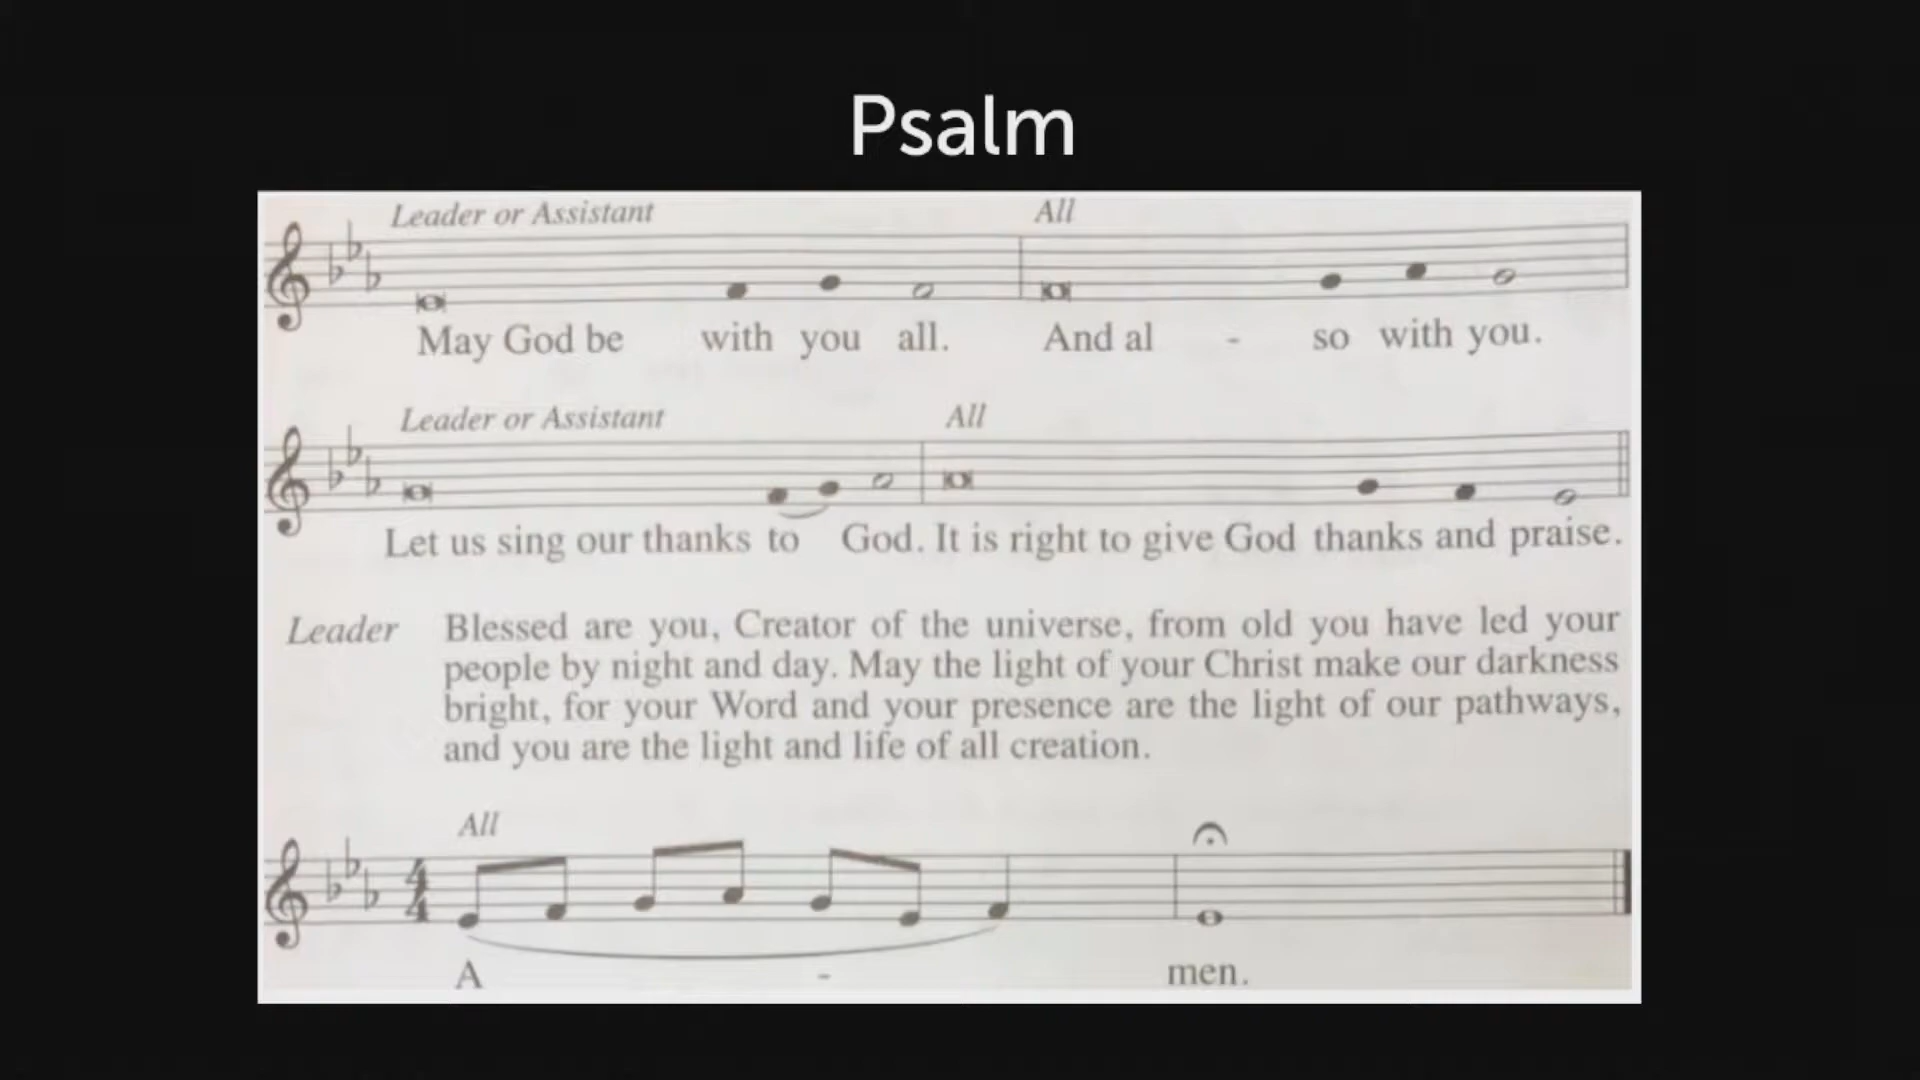 Psalm
Leader or Assistant All
May God be with you all. And al - so with you.
Leader or Assistant All
Let us sing our thanks to God. It is right to give God thanks and praise.
Leader Blessed are you, Creator of the universe, from old you have led your
people by night and day. May the light of your Christ make our darkness
bright, for your Word and your presence are the light of our pathways,
and you are the light and life of all creation.
All
4
4
A - men.